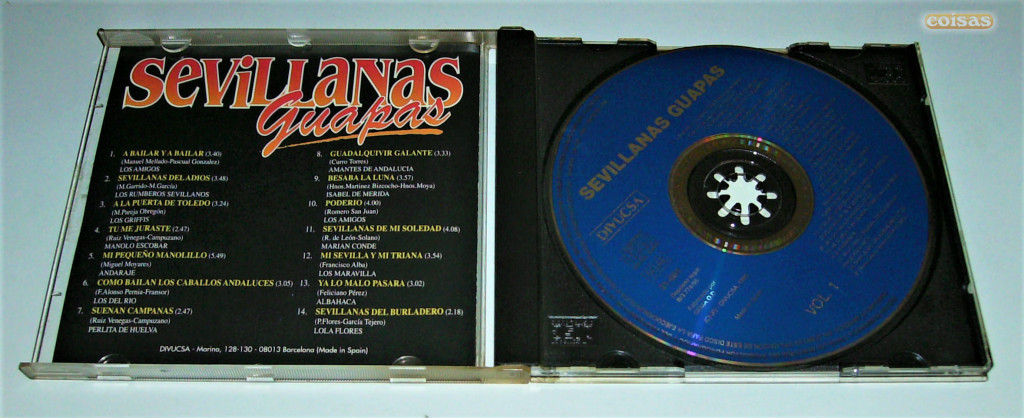 coisas
SEVILLANAS
Guapas
1. A BAILAR Y A BAILAR (3.40)
(Manuel Mellado-Pascual Gonzalez)
LOS AMIGOS
2. SEVILLANAS DEL ADIOS (3.48)
(M.Garrido-M.García)
LOS RUMBEROS SEVILLANOS
3. A LA PUERTA DE TOLEDO (3.24)
(M.Pareja Obregón)
LOS GRIFFIS
4. TU ME JURASTE (2.47)
(Ruiz Venegas-Campuzano)
MANOLO ESCOBAR
5. MI PEQUEÑO MANOLILLO (5.49)
(Miguel Moyares)
ANDARAJE
6. COMO BAILAN LOS CABALLOS ANDALUCES (3.05)
(F.Alonso Pernia-Fransor)
LOS DEL RIO
7. SUENAN CAMPANAS (2.47)
(Ruiz Venegas-Campuzano)
PERLITA DE HUELVA
8. GUADALQUIVIR GALANTE (3.33)
(Curro Torres)
AMANTES DE ANDALUCIA
9. BESABA LA LUNA (3.57)
(Hnos.Martinez Bizcocho-Hnos.Moya)
ISABEL DE MERIDA
10. PODERIO (4.00)
(Romero San Juan)
LOS AMIGOS
11. SEVILLANAS DE MI SOLEDAD (4.08)
(R. de León-Solano)
MARIAN CONDE
12. MI SEVILLA Y MI TRIANA (3.54)
(Francisco Alba)
LOS MARAVILLA
13. YA LO MALO PASARA (3.02)
(Feliciano Pérez)
ALBAHACA
14. SEVILLANAS DEL BURLADERO (2.18)
(P.Flores-García Tejero)
LOLA FLORES
DIVUCSA - Marina, 128-130 - 08013 Barcelona (Made in Spain)
SEVILLANAS GUAPAS
DIVUCSA
VOL. 1